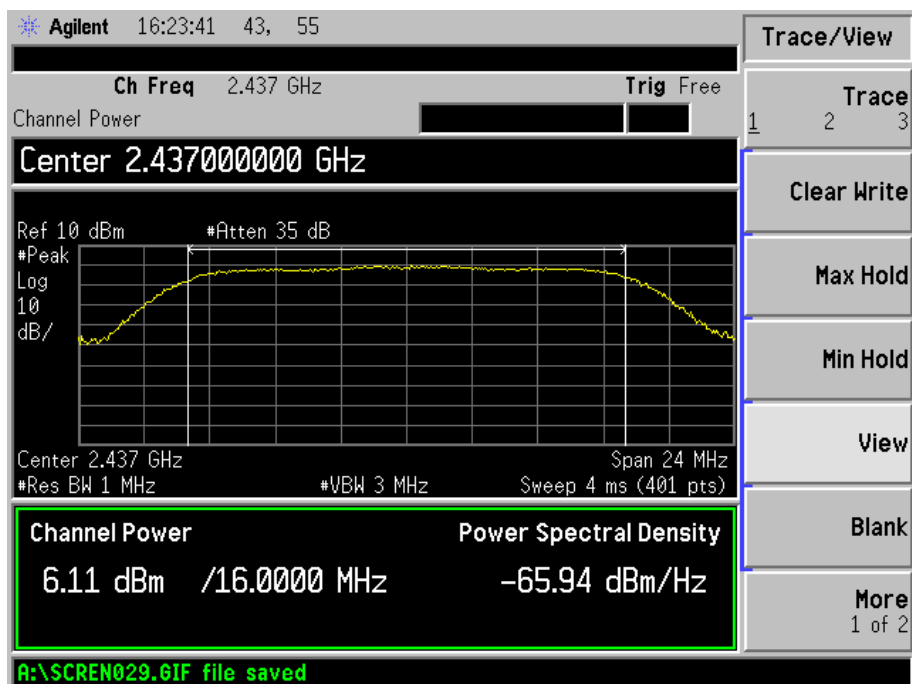 Agilent 16:23:41 43, 55
Trace/View
Ch Freq 2.437 GHz Trig Free
Channel Power
Trace
1 2 3
Center 2.437000000 GHz
Clear Write
Ref 10 dBm #Atten 35 dB
#Peak
Log
10
dB/
Max Hold
Min Hold
View
Center 2.437 GHz Span 24 MHz
#Res BW 1 MHz #VBW 3 MHz Sweep 4 ms (401 pts)
Channel Power Power Spectral Density
Blank
6.11 dBm /16.0000 MHz -65.94 dBm/Hz
More
1 of 2
A:\SCREN029.GIF file saved